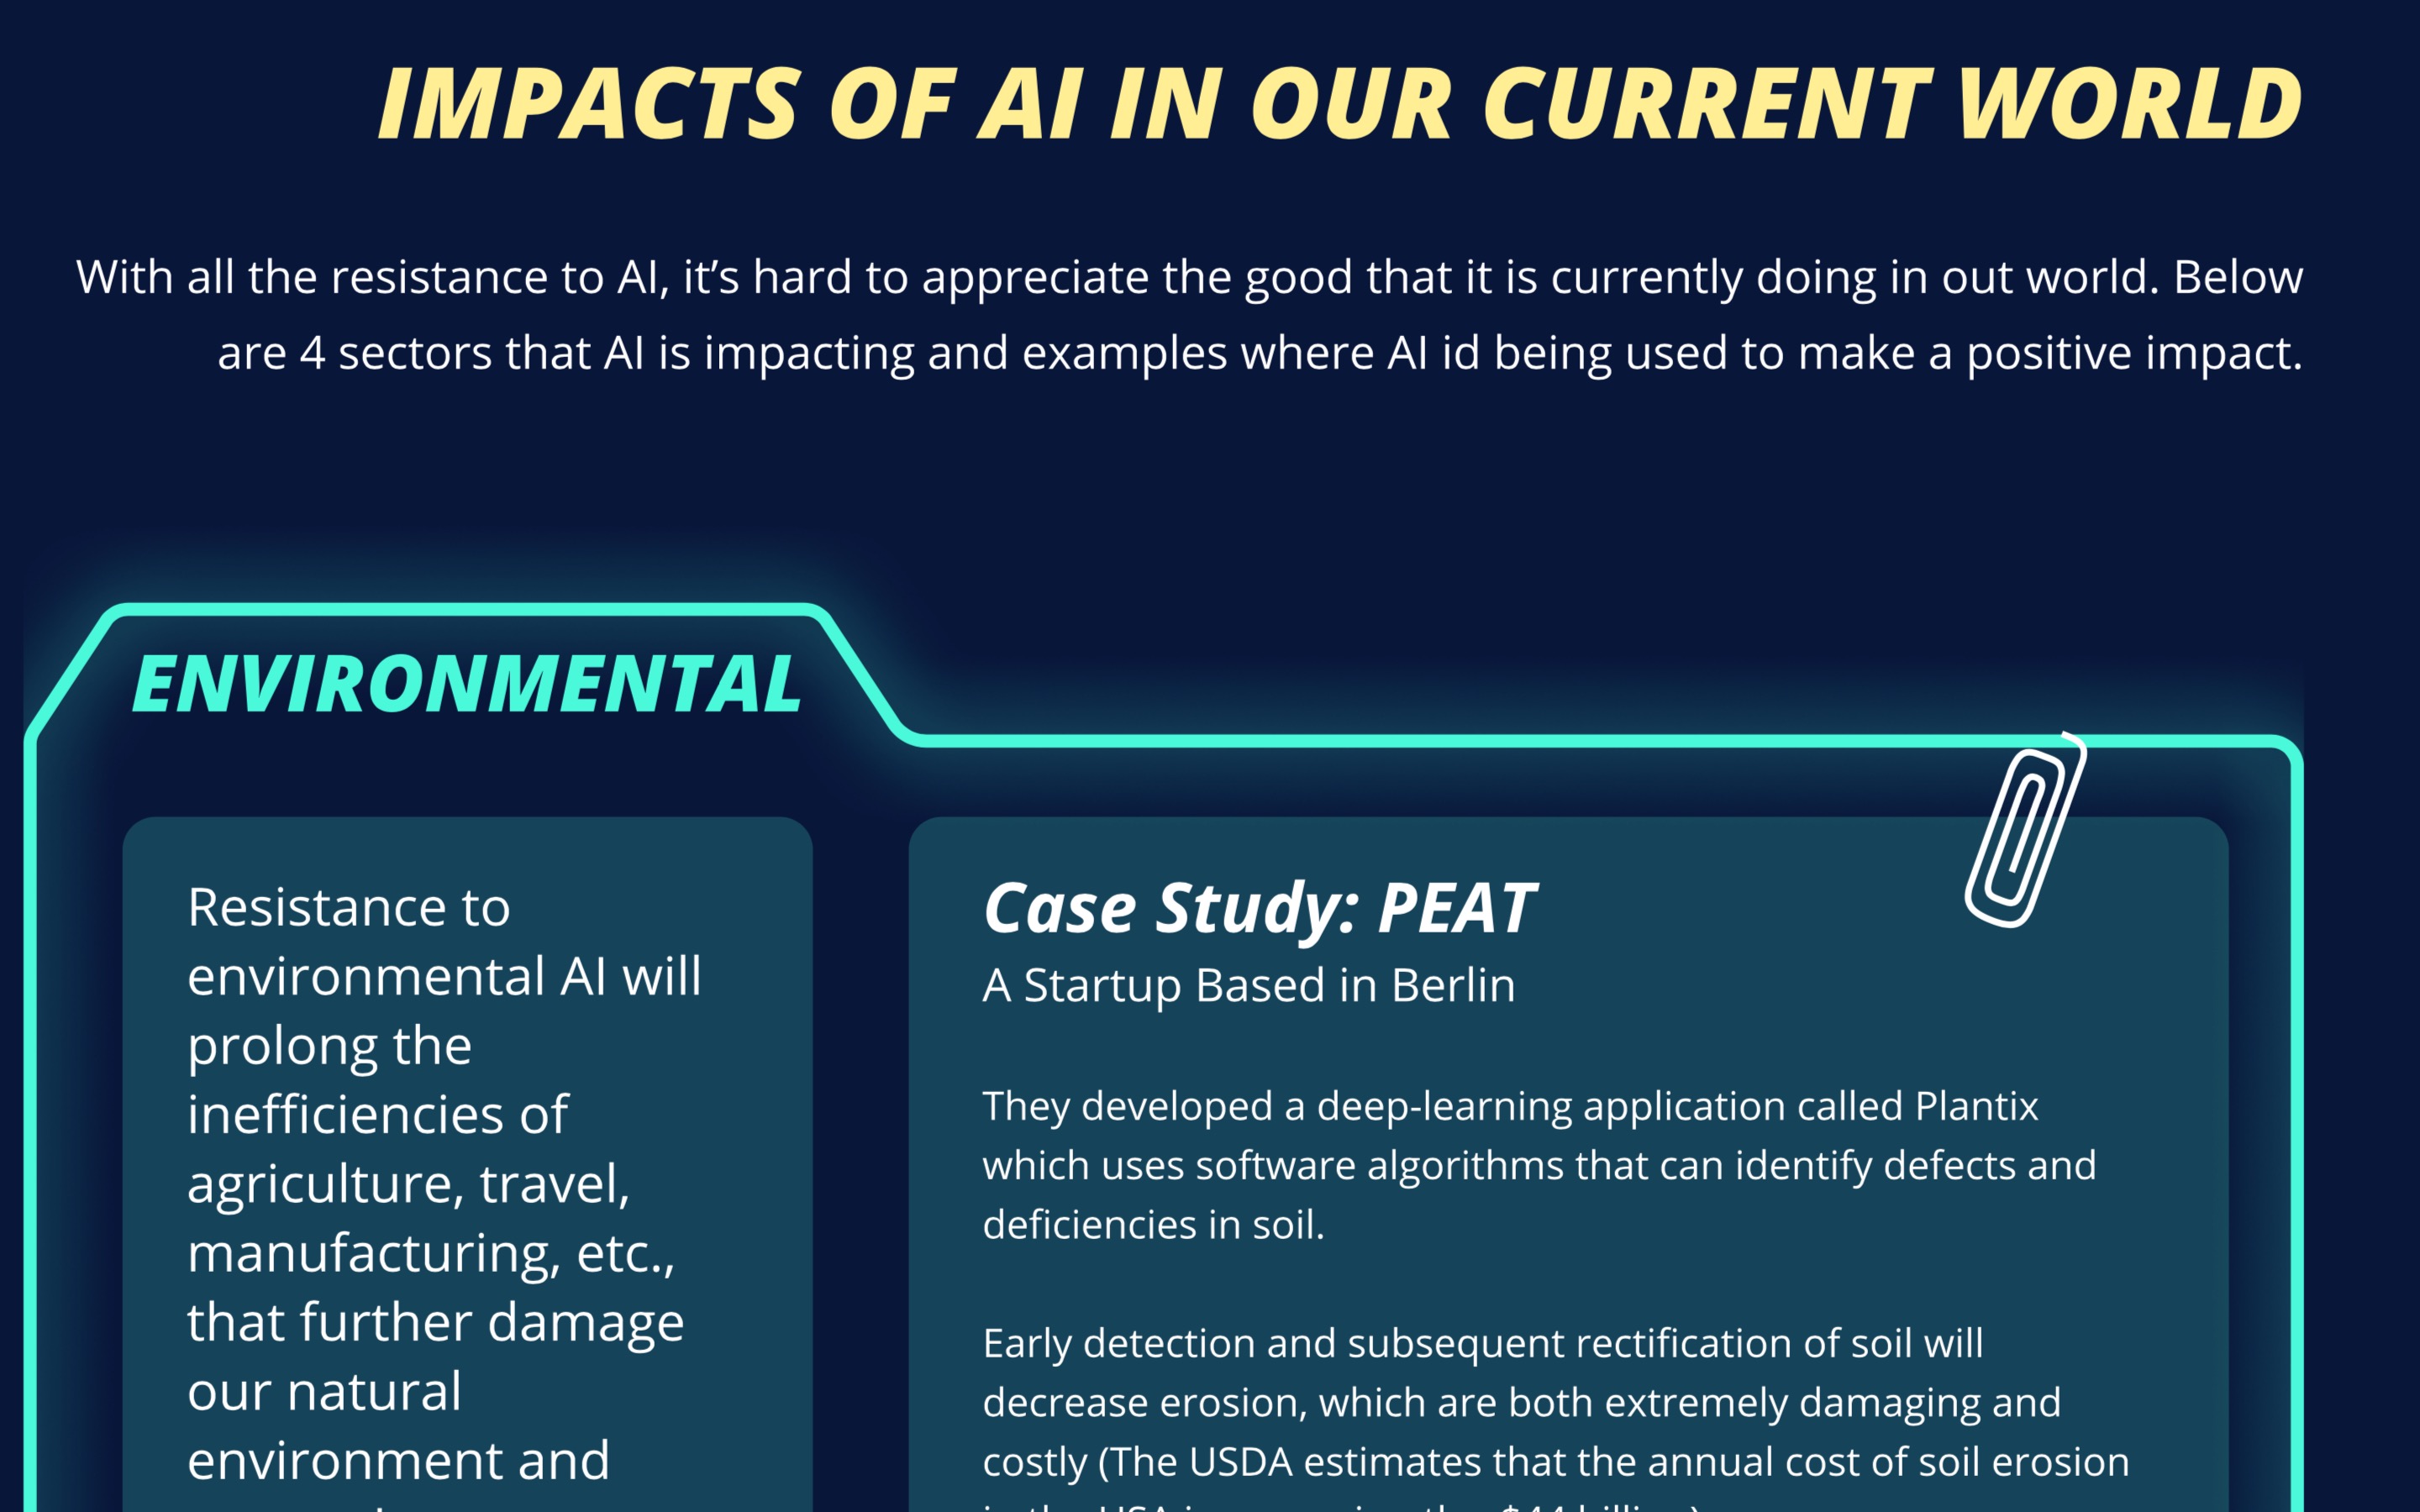 IMPACTS OF AI IN OUR CURRENT WORLD
With all the resistance to AI, it’s hard to appreciate the good that it is currently doing in out world. Below
are 4 sectors that AI is impacting and examples where AI id being used to make a positive impact.
ENVIRONMENTAL
Resistance to
environmental AI will
prolong the
inefficiencies of
agriculture, travel,
manufacturing, etc.,
that further damage
our natural
environment and
Case Study: PEAT
A Startup Based in Berlin
They developed a deep-learning application called Plantix
which uses software algorithms that can identify defects and
deficiencies in soil.
Early detection and subsequent rectification of soil will
decrease erosion, which are both extremely damaging and
costly (The USDA estimates that the annual cost of soil erosion